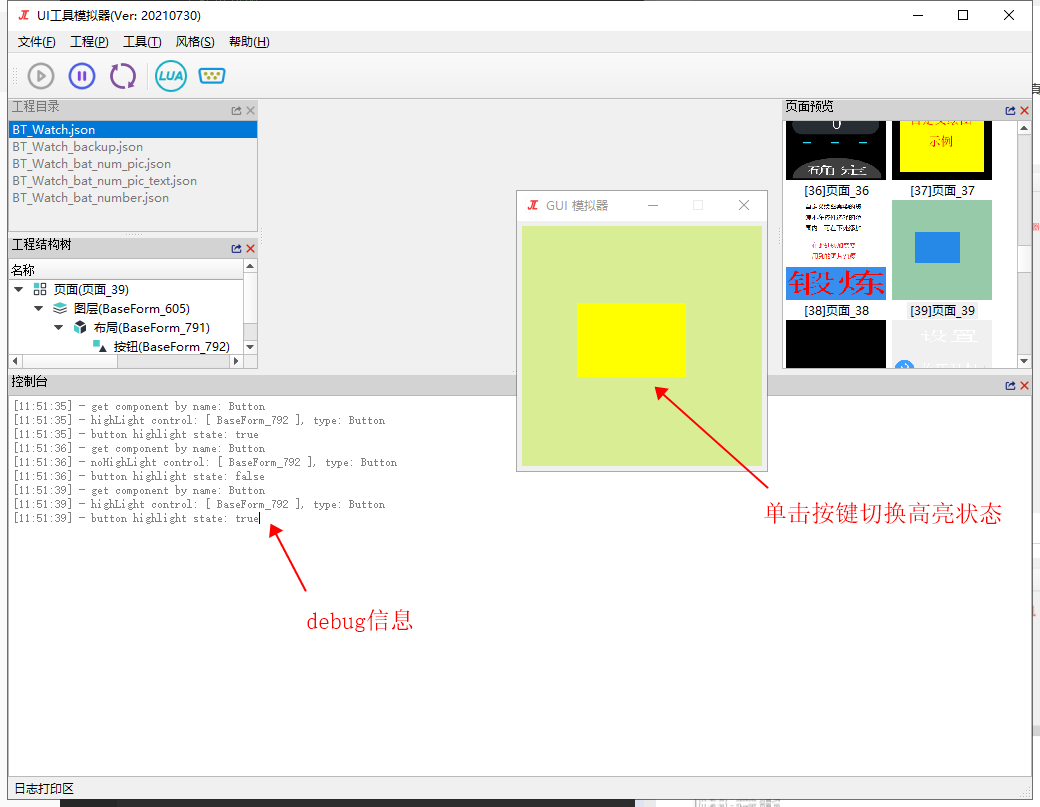 UI工具模拟器(Ver: 20210730)
文件(F) 工程(P) 工具(T) 风格(S) 帮助(H)
LUA
工程目录
BT_Watch.json
BT_Watch_backup.json
BT_Watch_bat_num_pic.json
BT_Watch_bat_num_pic_text.json
BT_Watch_bat_number.json
工程结构树
名称
页面(页面_39)
图层(BaseForm_605)
布局(BaseForm_791)
按钮(BaseForm_792)
GUI 模拟器
页面预览
0
确定
示例
[36]页面_36
[37]页面_37
锻炼
[38]页面_38
[39]页面_39
设置
控制台
[11:51:35] - get component by name: Button
[11:51:35] - highLight control: [ BaseForm_792 ], type: Button
[11:51:35] - button highlight state: true
[11:51:36] - get component by name: Button
[11:51:36] - noHighLight control: [ BaseForm_792 ], type: Button
[11:51:36] - button highlight state: false
[11:51:39] - get component by name: Button
[11:51:39] - highLight control: [ BaseForm_792 ], type: Button
[11:51:39] - button highlight state: true
单击按键切换高亮状态
debug信息
日志打印区